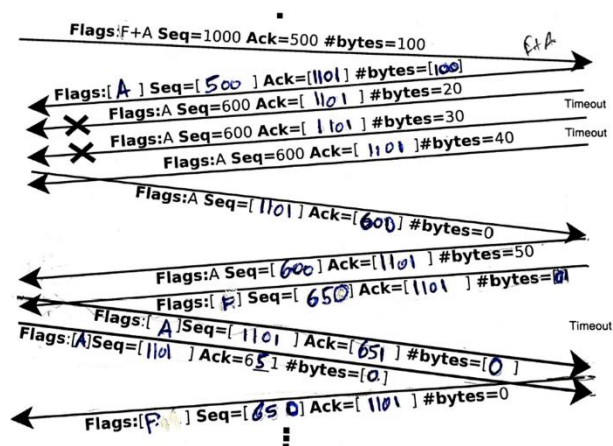 Flags:F+A Seq=1000 Ack=500 #bytes=100
F+A
Flags:[ A ] Seq=[ 500 ] Ack=[1101] #bytes=[100]
Flags:A Seq=600 Ack=[ 1101 ] #bytes=20
Timeout
Flags:A Seq=600 Ack=[ 1101 ] #bytes=30
Timeout
Flags:A Seq=600 Ack=[ 1101 ]#bytes=40
Flags:A Seq=[1101 ] Ack=[600] #bytes=0
Flags:A Seq=[ 600 ] Ack=[1101 ] #bytes=50
Flags:[ F. ] Seq=[ 650] Ack=[1101 ] #bytes=
Timeout
Flags:[ A ]Seq=[ 1101 ] Ack=[ 651 ] #bytes=[0 ]
Flags:[A]Seq=[1101 ] Ack=651 #bytes=[0.]
Flags:[F. ] Seq=[ 650] Ack=[ 1101 ] #bytes=0